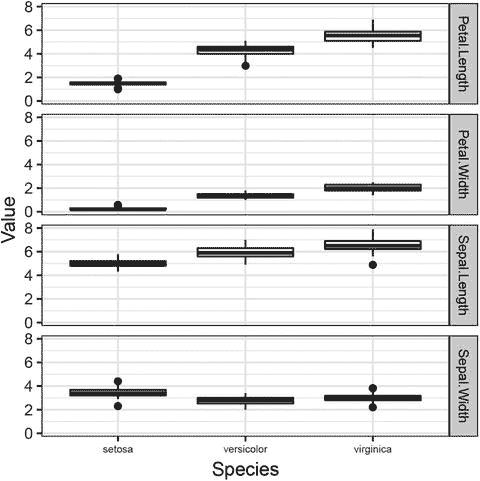 8
6
4
2
0
Petal.Length
8
6
4
2
0
Petal.Width
Value
8
6
4
2
0
Sepal.Length
8
6
4
2
0
Sepal.Width
setosa versicolor virginica
Species